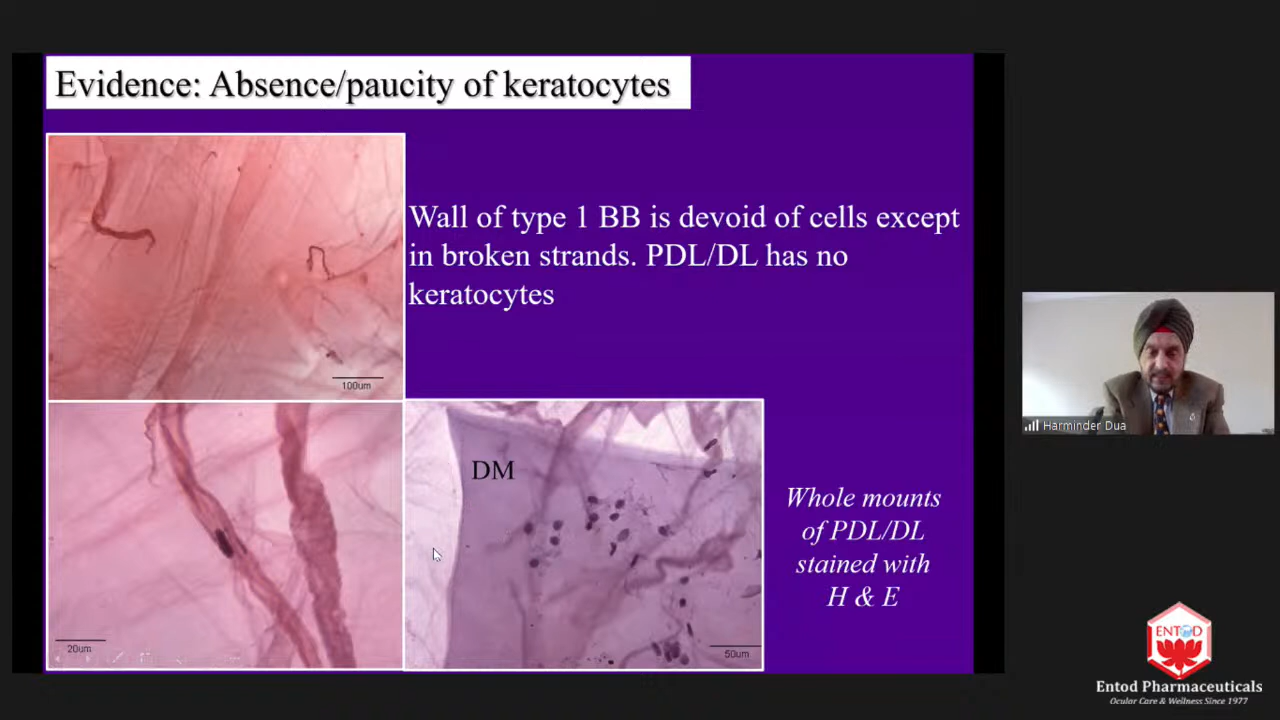 Evidence: Absence/paucity of keratocytes
Wall of type 1 BB is devoid of cells except
in broken strands. PDL/DL has no
keratocytes
100um
20um
DM
50um
Whole mounts
of PDL/DL
stained with
H & E
Harminder Dua
ENTOD
Entod Pharmaceuticals
Ocular Care & Wellness Since 1977